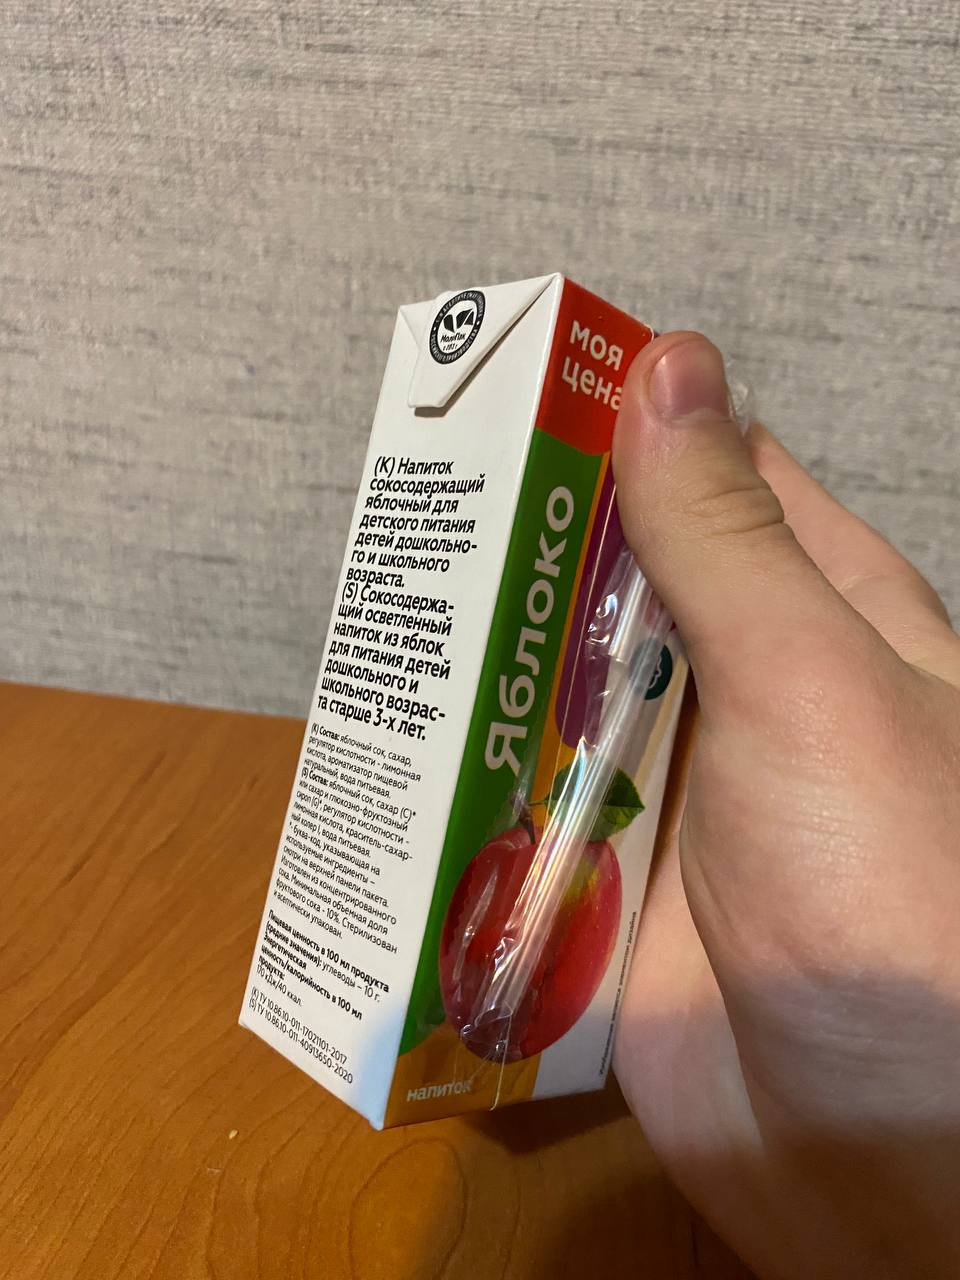 МолоПак
МОЯ
цена
(K) Напиток
сокосодержащий
яблочный для
детского питания
детей дошкольно-
го и школьного
возраста.
(S) Сокосодержа-
щий осветленный
напиток из яблок
для питания детей
дошкольного и
школьного возрас-
та старше 3-х лет.
(K) Состав: яблочный сок, сахар,
регулятор кислотности - лимонная
кислота, ароматизатор пищевой
натуральный, вода питьевая.
(S) Состав: яблочный сок, сахар (C)*
или сахар и глюкозно-фруктозный
сироп (G)*, регулятор кислотности -
лимонная кислота, краситель-сахар-
ный колер I, вода питьевая.
*- буква-код, указывающая на
используемые ингредиенты –
смотри на верхней панели пакета.
Изготовлен из концентрированного
сока. Минимальная объемная доля
фруктового сока - 10%. Стерилизован
и асептически упакован.
Пищевая ценность в 100 мл продукта
(средние значения): углеводы – 10 г.
Энергетическая
ценность/калорийность в 100 мл
продукта:
170 кДж/40 ккал.
(K) ТУ 10.86.10-011-17021101-2017
(S) ТУ 10.86.10-011-40913650-2020
Яблоко
напиток